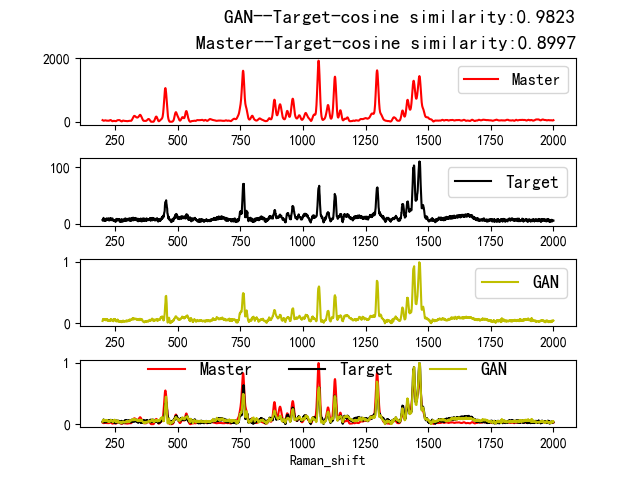 GAN--Target-cosine similarity:0.9823
Master--Target-cosine similarity:0.8997
2000
Master
0
250 500 750 1000 1250 1500 1750 2000
100
Target
0
250 500 750 1000 1250 1500 1750 2000
1
GAN
0
250 500 750 1000 1250 1500 1750 2000
1
Master Target GAN
0
250 500 750 1000 1250 1500 1750 2000
Raman_shift